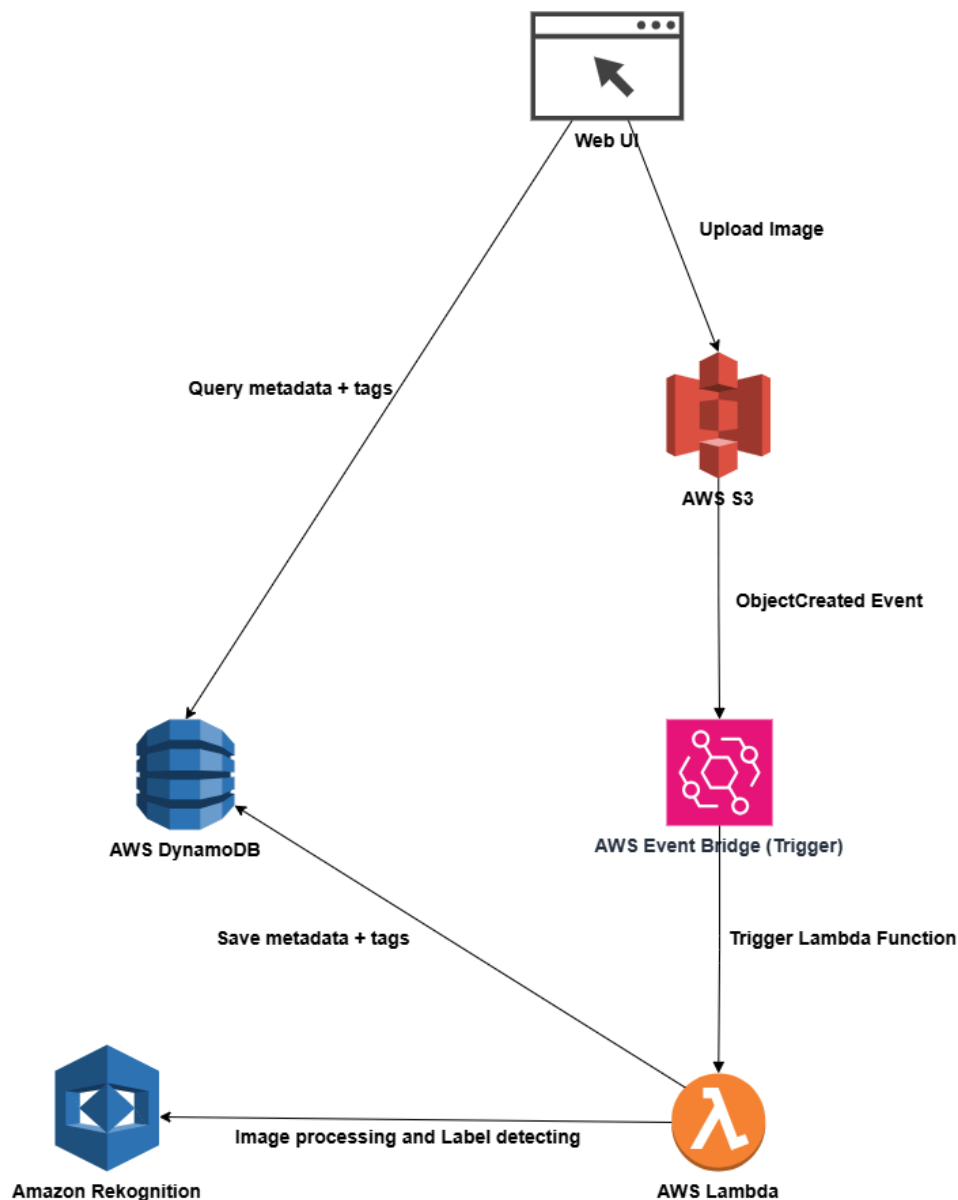 Web UI
Upload Image
Query metadata + tags
AWS S3
ObjectCreated Event
AWS DynamoDB
AWS Event Bridge (Trigger)
Save metadata + tags
Trigger Lambda Function
Image processing and Label detecting
Amazon Rekognition
AWS Lambda